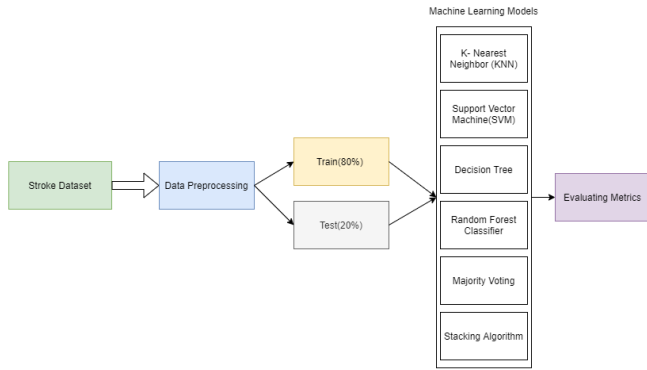 Machine Learning Models
K- Nearest
Neighbor (KNN)
Support Vector
Machine(SVM)
Decision Tree
Random Forest
Classifier
Majority Voting
Stacking Algorithm
Stroke Dataset
Data Preprocessing
Train(80%)
Test(20%)
Evaluating Metrics